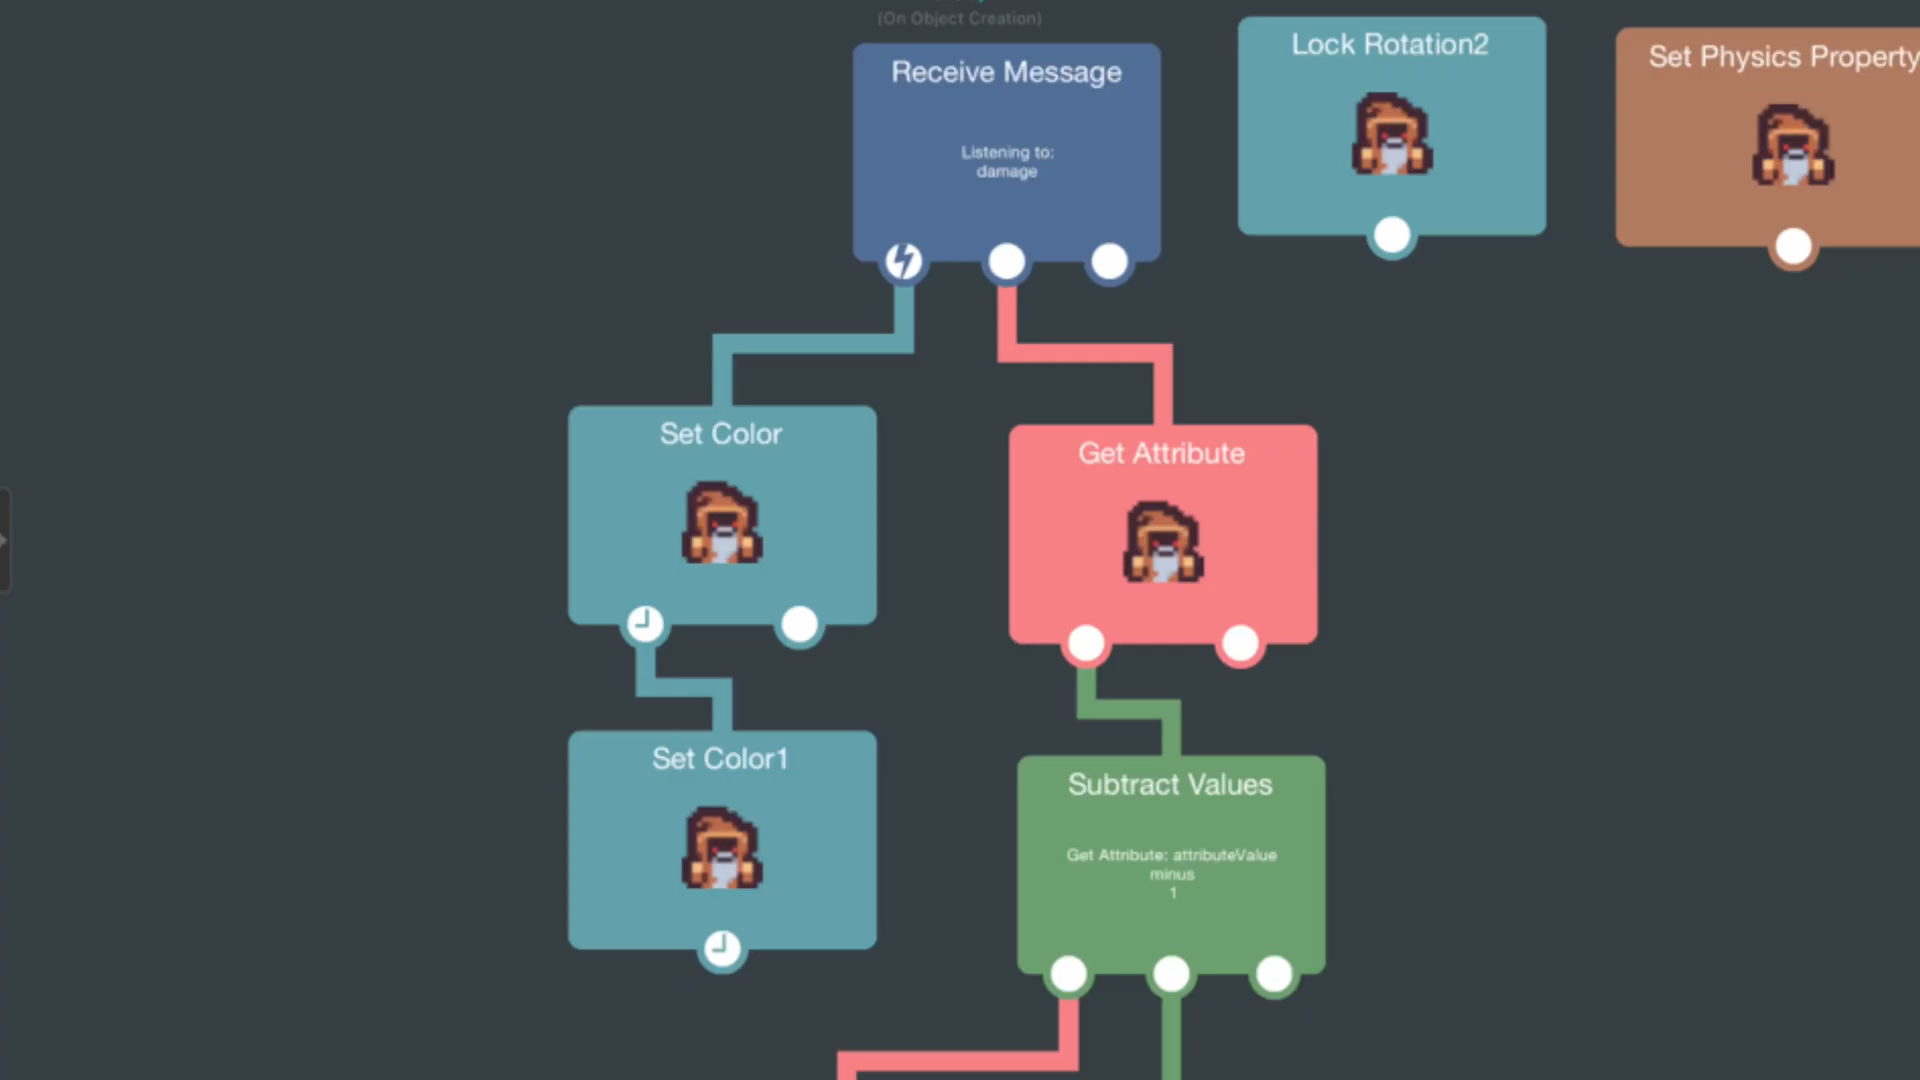 (On Object Creation)
Receive Message
Listening to:
damage
Lock Rotation2
Set Physics Property
Set Color
Get Attribute
Set Color1
Subtract Values
Get Attribute: attributeValue
minus
1